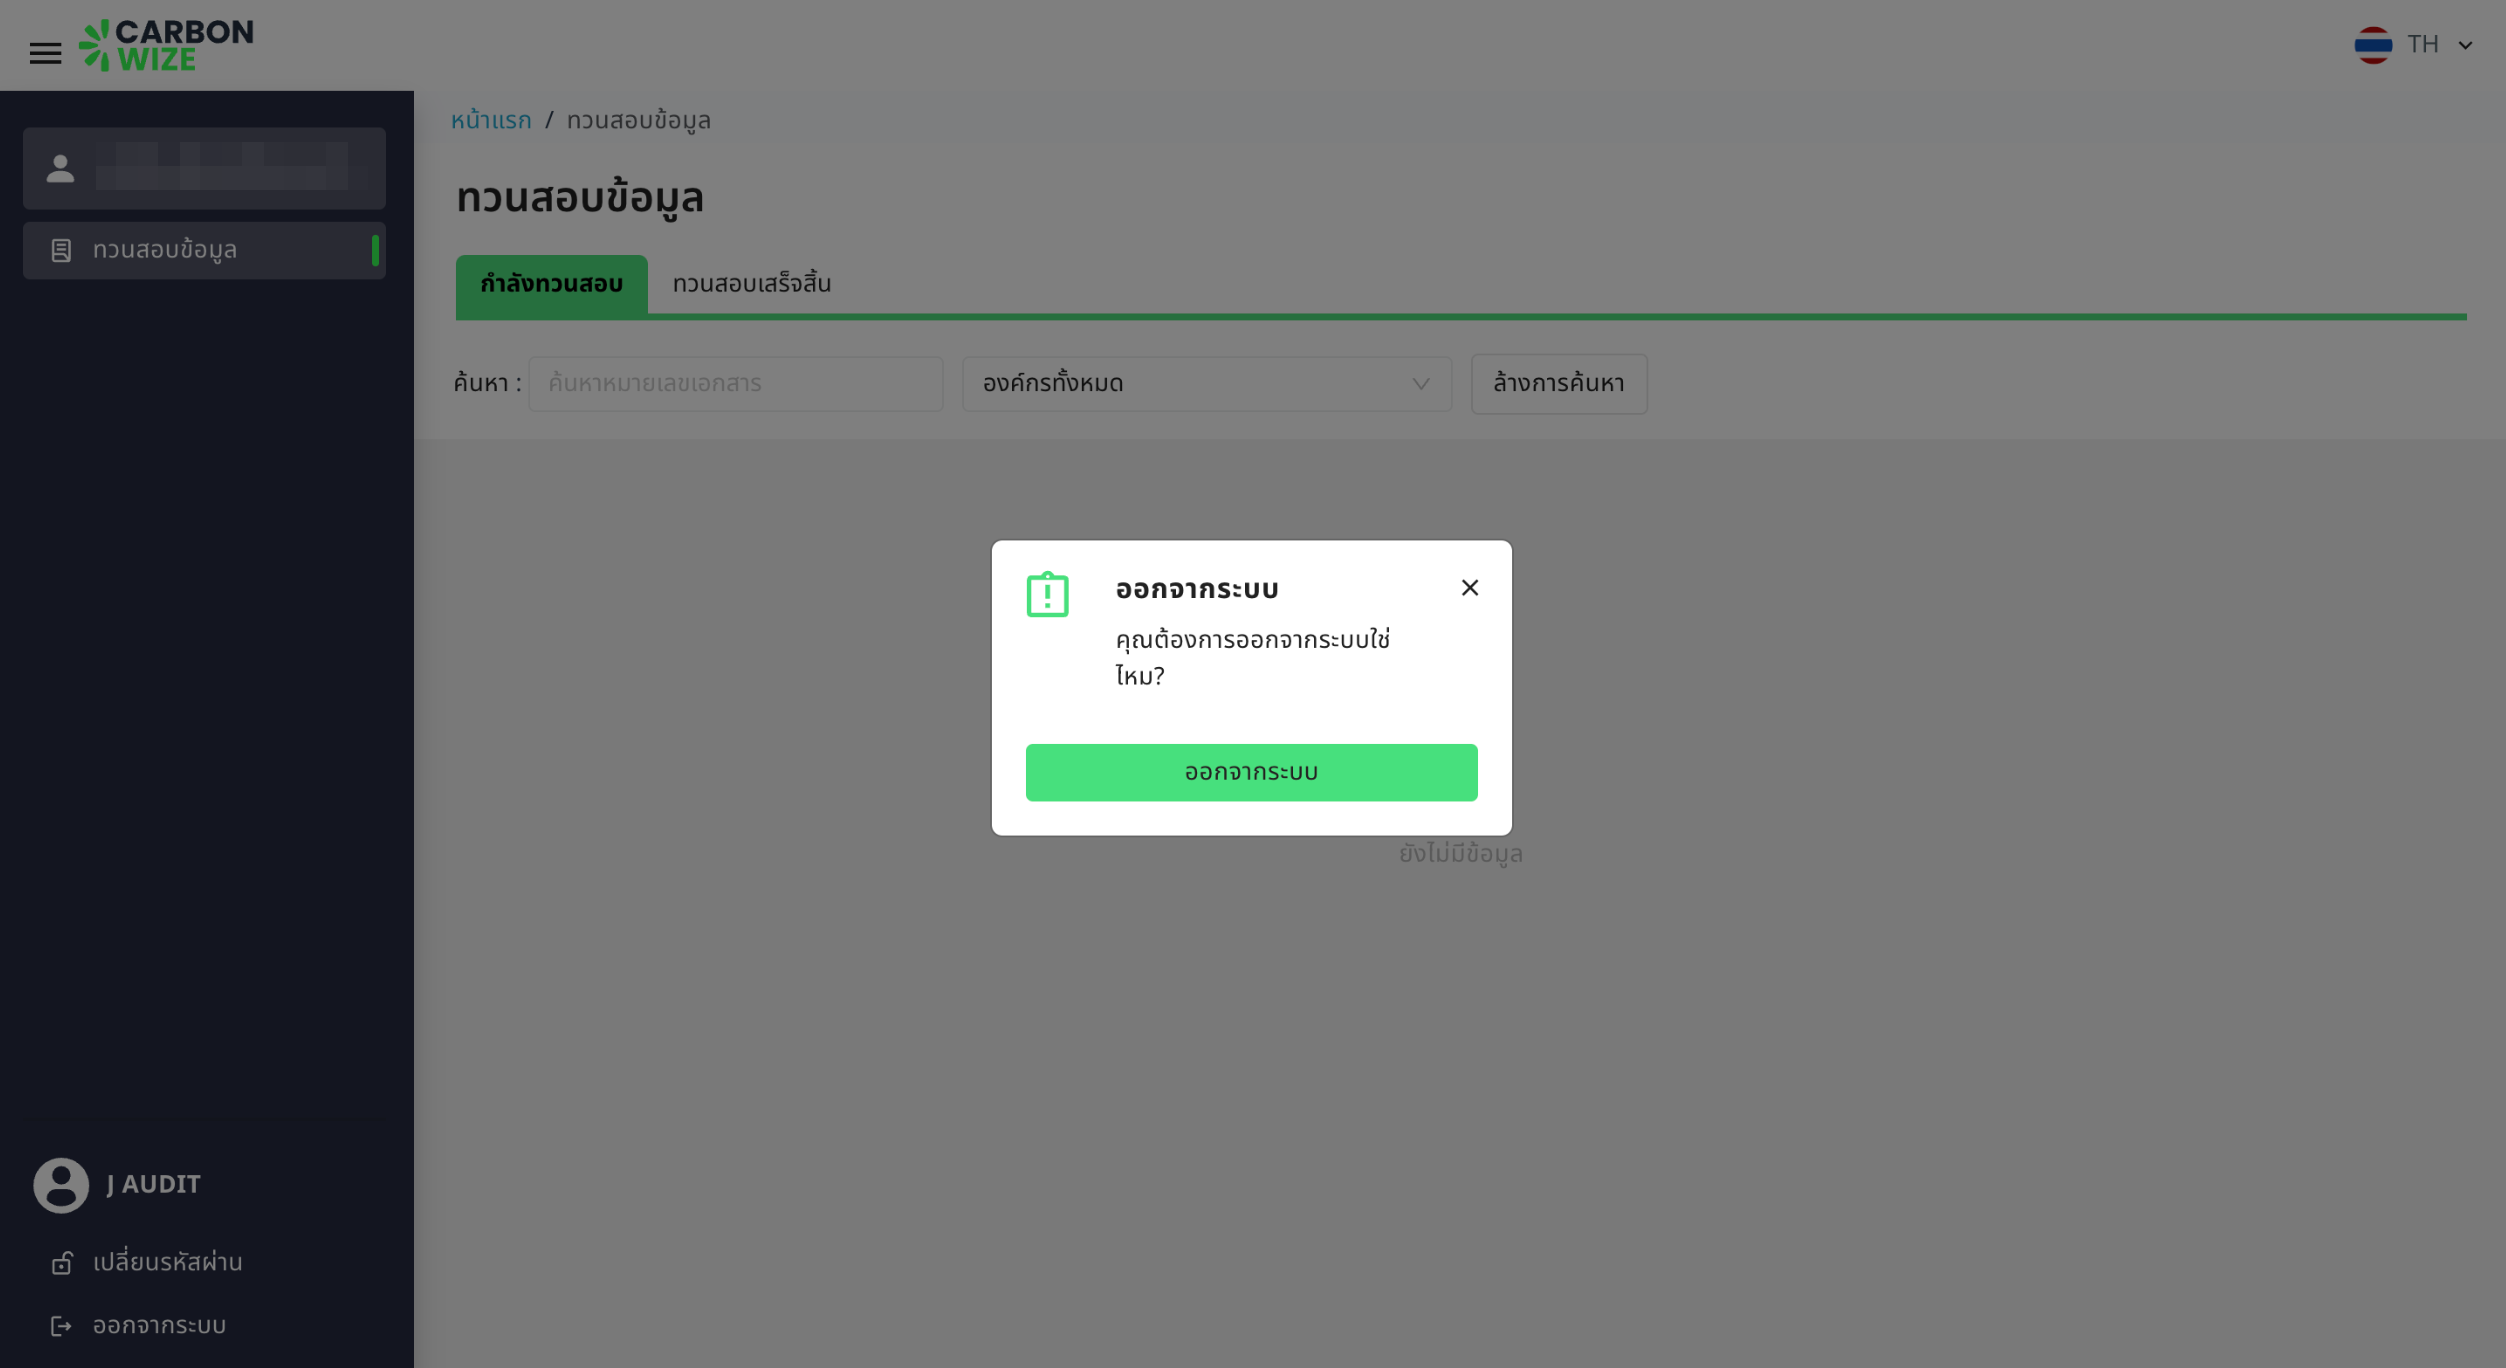 CARBON
WIZE
TH
หน้าแรก / ทวนสอบข้อมูล
ทวนสอบข้อมูล
ทวนสอบข้อมูล
กำลังทวนสอบ
ทวนสอบเสร็จสิ้น
ค้นหา :
ค้นหาหมายเลขเอกสาร
องค์กรทั้งหมด
ล้างการค้นหา
ออกจากระบบ
คุณต้องการออกจากระบบใช่
ไหม?
ออกจากระบบ
ยังไม่มีข้อมูล
J AUDIT
เปลี่ยนรหัสผ่าน
ออกจากระบบ